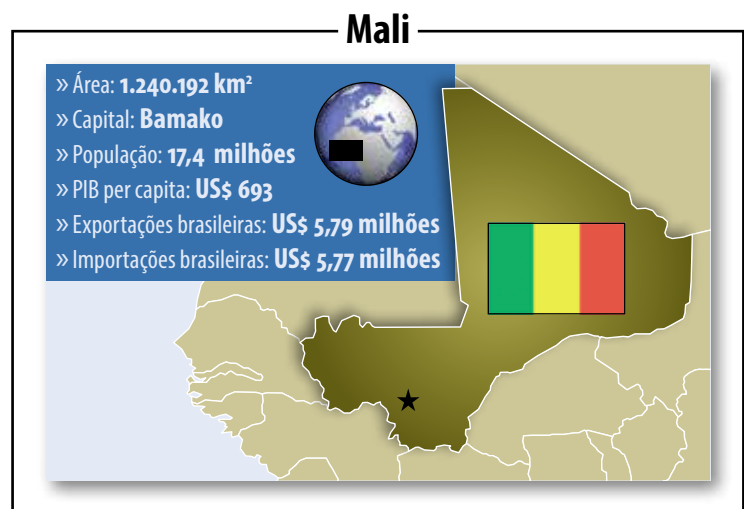 Mali
» Área: 1.240.192 km²
» Capital: Bamako
» População: 17,4 milhões
» PIB per capita: US$ 693
» Exportações brasileiras: US$ 5,79 milhões
» Importações brasileiras: US$ 5,77 milhões